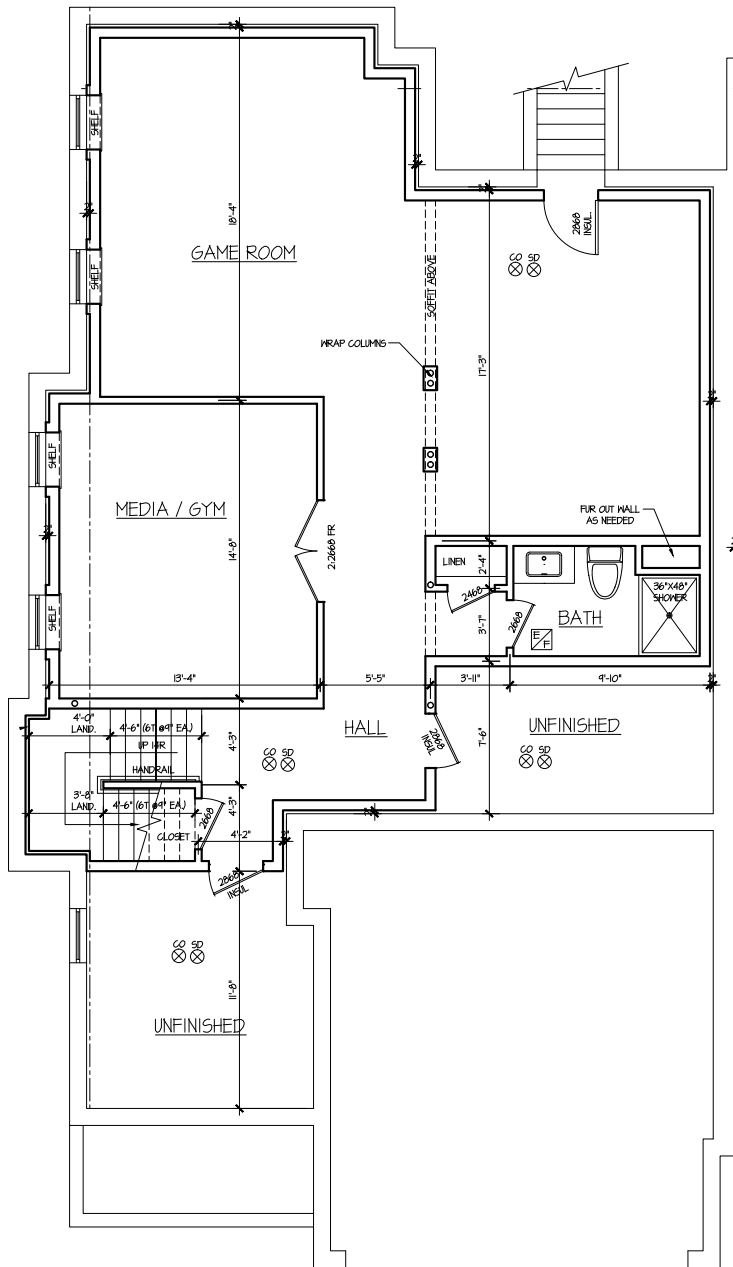 SHELF
2868
INSUL.
18'-4"
GAME ROOM
CO SD
SHELF
SOFFIT ABOVE
WRAP COLUMNS
17'-3"
SHELF
MEDIA / GYM
FUR OUT WALL
AS NEEDED
2:2668 FR
14'-8"
LINEN
2'-4"
36"X48"
SHOWER
2468
SHELF
BATH
2668
3'-7"
E
F
13'-4"
5'-5"
3'-11"
9'-10"
4'-0"
LAND.
4'-6" (6T @9" EA.)
HALL
UNFINISHED
UP 14R
4'-3"
2868
INSUL
7'-6"
CO SD
CO SD
HANDRAIL
3'-8"
LAND.
4'-6" (6T @9" EA.)
4'-3"
2668
CLOSET
4'-2"
2868
INSUL
CO SD
11'-8"
UNFINISHED